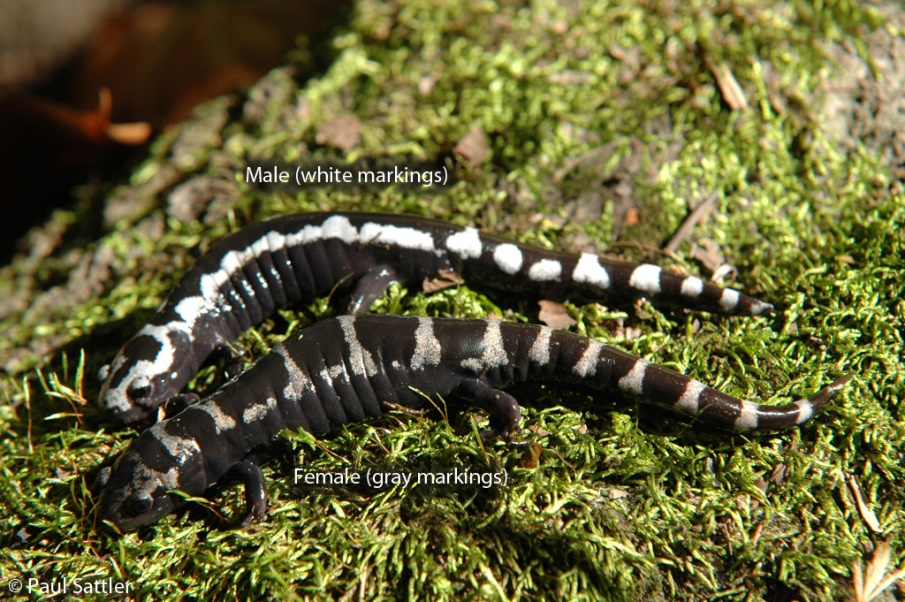 Male (white markings)
Female (gray markings)
© Paul Sattler